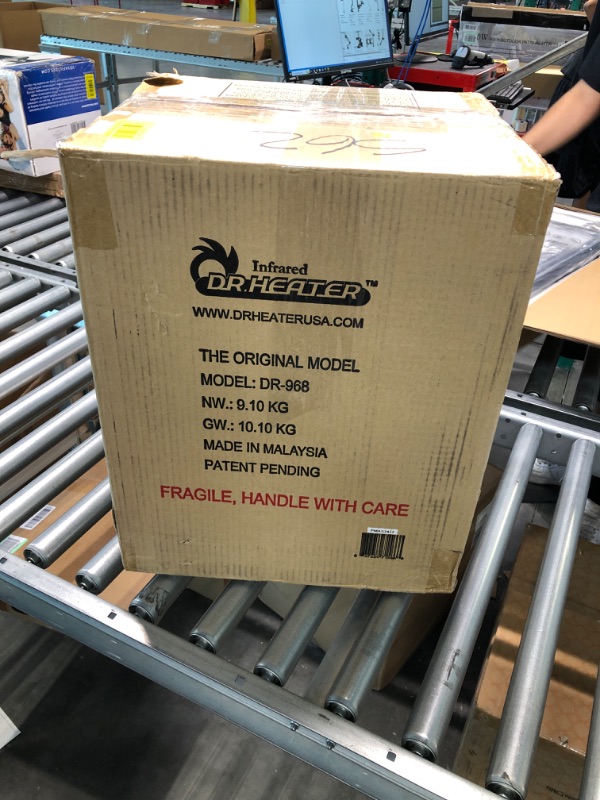 Infrared
DR.HEATER™
WWW.DRHEATERUSA.COM
THE ORIGINAL MODEL
MODEL: DR-968
NW.: 9.10 KG
GW.: 10.10 KG
MADE IN MALAYSIA
PATENT PENDING
FRAGILE, HANDLE WITH CARE